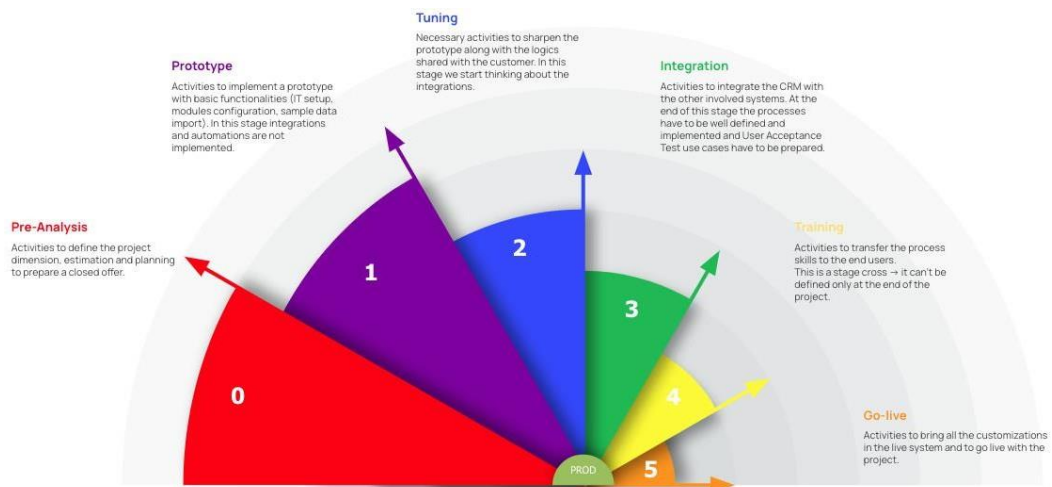 Tuning
Necessary activities to sharpen the
prototype along with the logics
shared with the customer. In this
stage we start thinking about the
integrations.
Prototype
Activities to implement a prototype
with basic functionalities (IT setup,
modules configuration, sample data
import). In this stage integrations
and automations are not
implemented.
Integration
Activities to integrate the CRM with
the other involved systems. At the
end of this stage the processes
have to be well defined and
implemented and User Acceptance
Test use cases have to be prepared.
Pre-Analysis
Activities to define the project
dimension, estimation and planning
to prepare a closed offer.
Training
Activities to transfer the process
skills to the end users.
This is a stage cross → it can't be
defined only at the end of the
project.
Go-live
Activities to bring all the customizations
in the live system and to go live with the
project.
0
1
2
3
4
5
PROD